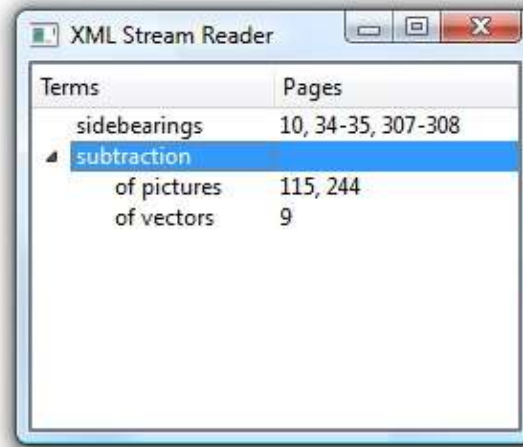 XML Stream Reader
Terms Pages
sidebearings 10, 34-35, 307-308
subtraction
of pictures 115, 244
of vectors 9